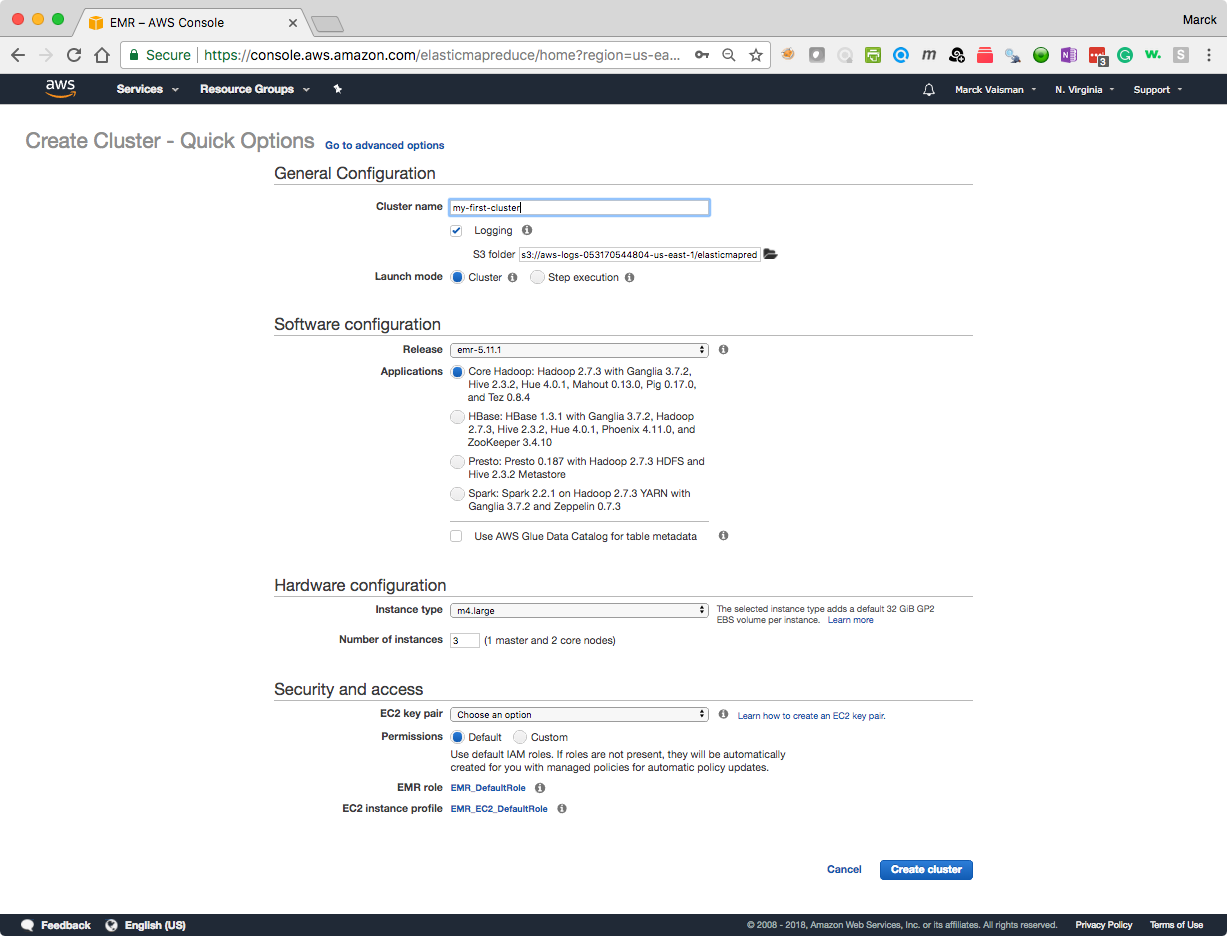 EMR – AWS Console
Marck
Secure https://console.aws.amazon.com/elasticmapreduce/home?region=us-ea...
m
N
3
G
w.
S
aws Services Resource Groups Marck Vaisman N. Virginia Support
Create Cluster - Quick Options Go to advanced options
General Configuration
Cluster name my-first-cluster
Logging
S3 folder s3://aws-logs-053170544804-us-east-1/elasticmapred
Launch mode Cluster Step execution
Software configuration
Release emr-5.11.1
Applications Core Hadoop: Hadoop 2.7.3 with Ganglia 3.7.2,
Hive 2.3.2, Hue 4.0.1, Mahout 0.13.0, Pig 0.17.0,
and Tez 0.8.4
HBase: HBase 1.3.1 with Ganglia 3.7.2, Hadoop
2.7.3, Hive 2.3.2, Hue 4.0.1, Phoenix 4.11.0, and
ZooKeeper 3.4.10
Presto: Presto 0.187 with Hadoop 2.7.3 HDFS and
Hive 2.3.2 Metastore
Spark: Spark 2.2.1 on Hadoop 2.7.3 YARN with
Ganglia 3.7.2 and Zeppelin 0.7.3
Use AWS Glue Data Catalog for table metadata
Hardware configuration
Instance type m4.large
The selected instance type adds a default 32 GiB GP2
EBS volume per instance. Learn more
Number of instances 3 (1 master and 2 core nodes)
Security and access
EC2 key pair Choose an option Learn how to create an EC2 key pair.
Permissions Default Custom
Use default IAM roles. If roles are not present, they will be automatically
created for you with managed policies for automatic policy updates.
EMR role EMR_DefaultRole
EC2 instance profile EMR_EC2_DefaultRole
Cancel Create cluster
Feedback English (US) © 2008 - 2018, Amazon Web Services, Inc. or its affiliates. All rights reserved. Privacy Policy Terms of Use